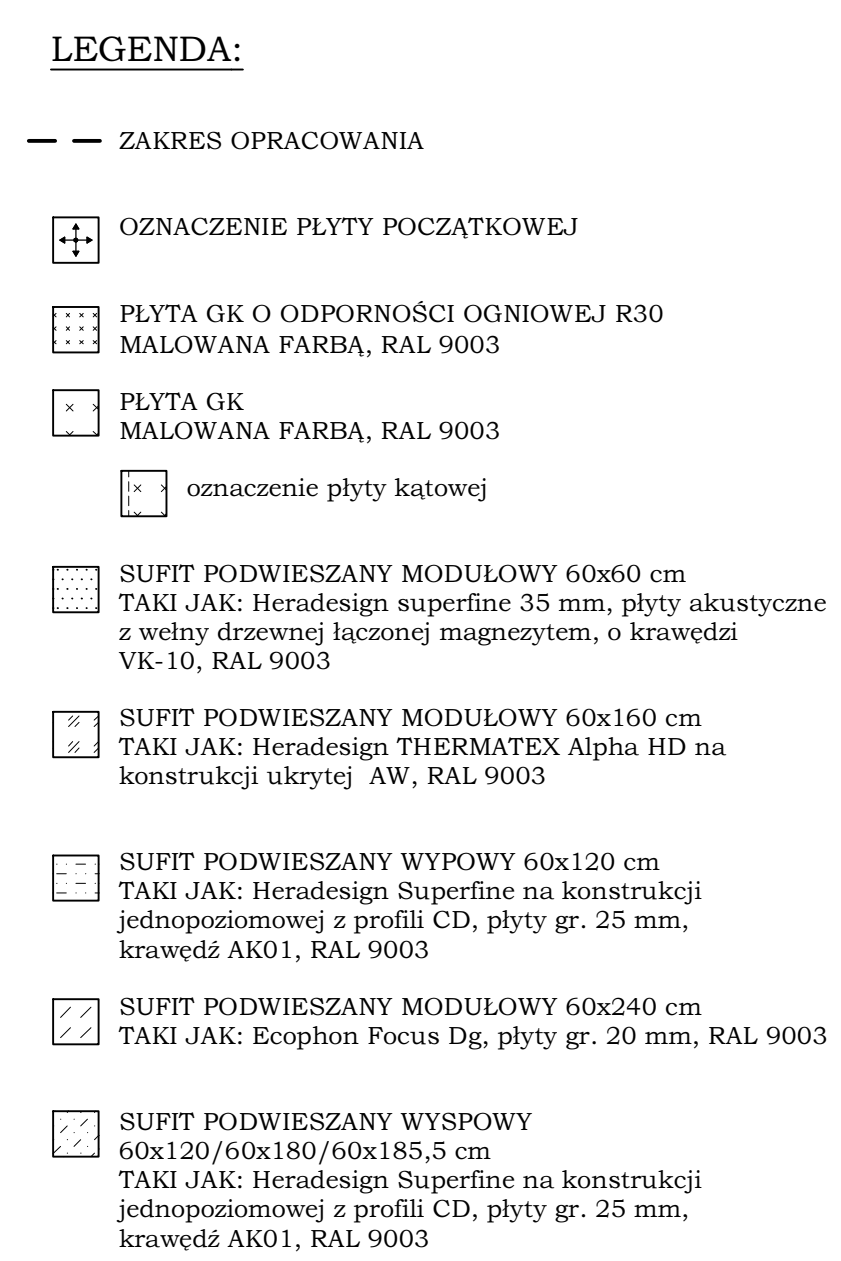 LEGENDA:
ZAKRES OPRACOWANIA
OZNACZENIE PŁYTY POCZĄTKOWEJ
PŁYTA GK O ODPORNOŚCI OGNIOWEJ R30
MALOWANA FARBĄ, RAL 9003
PŁYTA GK
MALOWANA FARBĄ, RAL 9003
oznaczenie płyty kątowej
SUFIT PODWIESZANY MODUŁOWY 60x60 cm
TAKI JAK: Heradesign superfine 35 mm, płyty akustyczne
z wełny drzewnej łączonej magnezytem, o krawędzi
VK-10, RAL 9003
SUFIT PODWIESZANY MODUŁOWY 60x160 cm
TAKI JAK: Heradesign THERMATEX Alpha HD na
konstrukcji ukrytej  AW, RAL 9003
SUFIT PODWIESZANY WYPOWY 60x120 cm
TAKI JAK: Heradesign Superfine na konstrukcji
jednopoziomowej z profili CD, płyty gr. 25 mm,
krawędź AK01, RAL 9003
SUFIT PODWIESZANY MODUŁOWY 60x240 cm
TAKI JAK: Ecophon Focus Dg, płyty gr. 20 mm, RAL 9003
SUFIT PODWIESZANY WYSPOWY
60x120/60x180/60x185,5 cm
TAKI JAK: Heradesign Superfine na konstrukcji
jednopoziomowej z profili CD, płyty gr. 25 mm,
krawędź AK01, RAL 9003